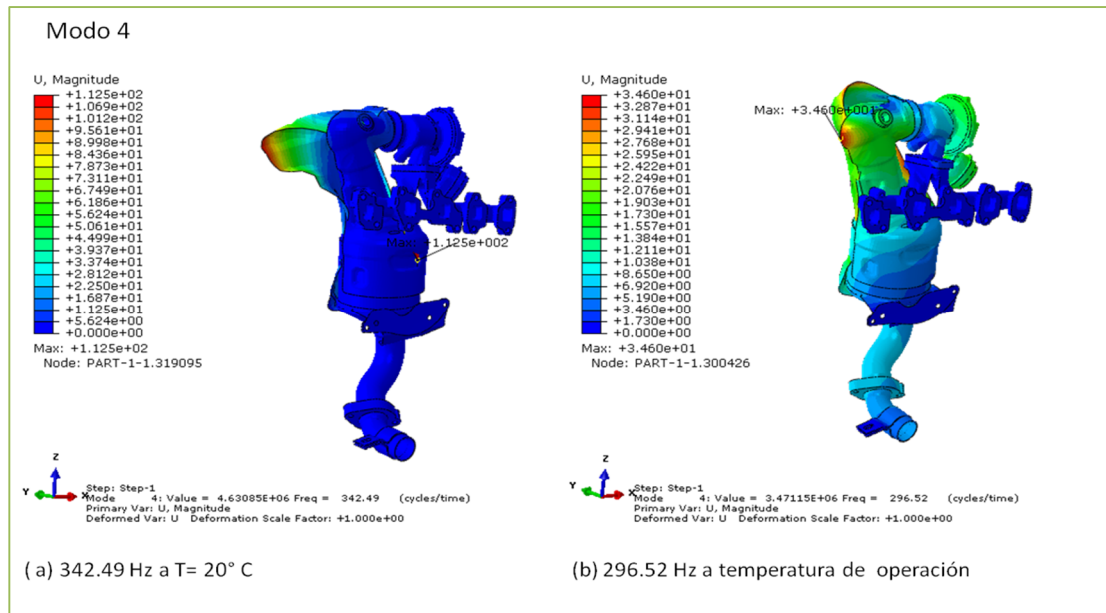 Modo 4
U, Magnitude
+1.125e+02
+1.069e+02
+1.012e+02
+9.561e+01
+8.998e+01
+8.436e+01
+7.873e+01
+7.311e+01
+6.749e+01
+6.186e+01
+5.624e+01
+5.061e+01
+4.499e+01
+3.937e+01
+3.374e+01
+2.812e+01
+2.250e+01
+1.687e+01
+1.125e+01
+5.624e+00
+0.000e+00
Max: +1.125e+02
Node: PART-1-1.319095
Max: +1.125e+002
Z
Y
X
Step: Step-1
Mode 4: Value = 4.63085E+06 Freq = 342.49 (cycles/time)
Primary Var: U, Magnitude
Deformed Var: U Deformation Scale Factor: +1.000e+00
( a) 342.49 Hz a T= 20° C
U, Magnitude
+3.460e+01
+3.287e+01
+3.114e+01
+2.941e+01
+2.768e+01
+2.595e+01
+2.422e+01
+2.249e+01
+2.076e+01
+1.903e+01
+1.730e+01
+1.557e+01
+1.384e+01
+1.211e+01
+1.038e+01
+8.650e+00
+6.920e+00
+5.190e+00
+3.460e+00
+1.730e+00
+0.000e+00
Max: +3.460e+01
Node: PART-1-1.300426
Max: +3.460e+001
Z
Y
X
Step: Step-1
Mode 4: Value = 3.47115E+06 Freq = 296.52 (cycles/time)
Primary Var: U, Magnitude
Deformed Var: U Deformation Scale Factor: +1.000e+00
(b) 296.52 Hz a temperatura de operación